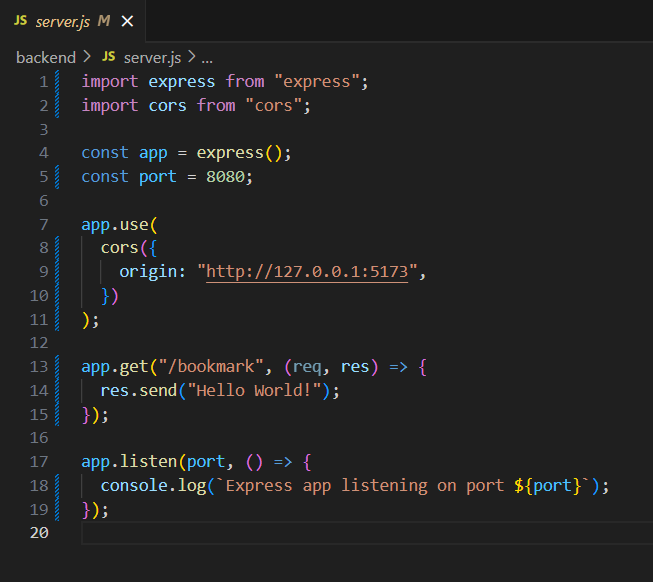 JS server.js M ×
backend > JS server.js > ...
1 import express from "express";
2 import cors from "cors";
3
4 const app = express();
5 const port = 8080;
6
7 app.use(
8   cors({
9     origin: "http://127.0.0.1:5173",
10   })
11 );
12
13 app.get("/bookmark", (req, res) => {
14   res.send("Hello World!");
15 });
16
17 app.listen(port, () => {
18   console.log(`Express app listening on port ${port}`);
19 });
20